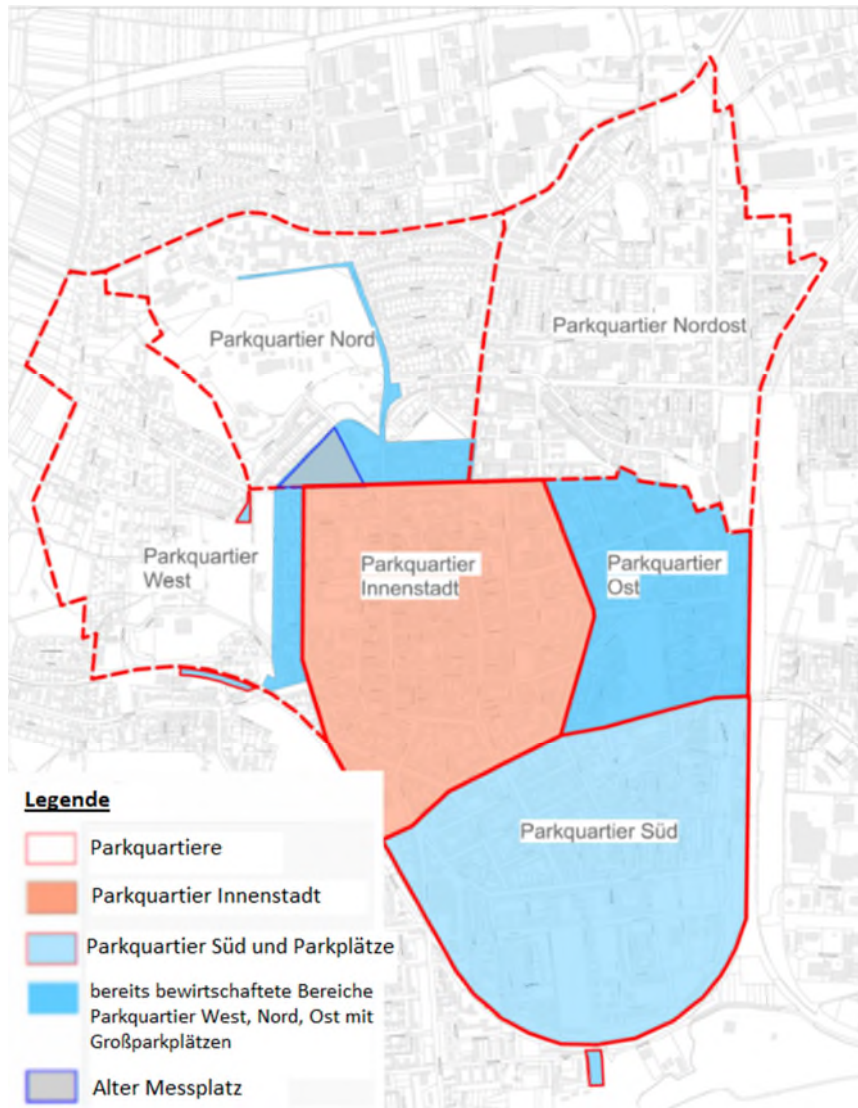 Parkquartier Nord
Parkquartier Nordost
Parkquartier
West
Parkquartier
Innenstadt
Parkquartier
Ost
Parkquartier Süd
Legende
Parkquartiere
Parkquartier Innenstadt
Parkquartier Süd und Parkplätze
bereits bewirtschaftete Bereiche
Parkquartier West, Nord, Ost mit
Großparkplätzen
Alter Messplatz